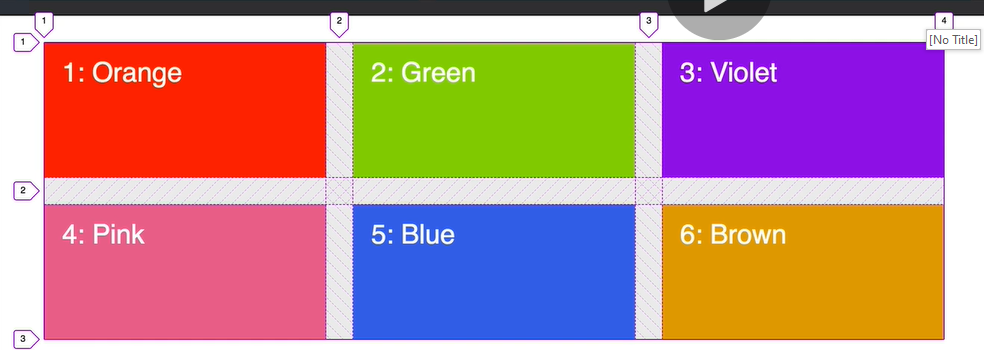 1 2 3 4
1
[No Title]
1: Orange 2: Green 3: Violet
2
4: Pink 5: Blue 6: Brown
3